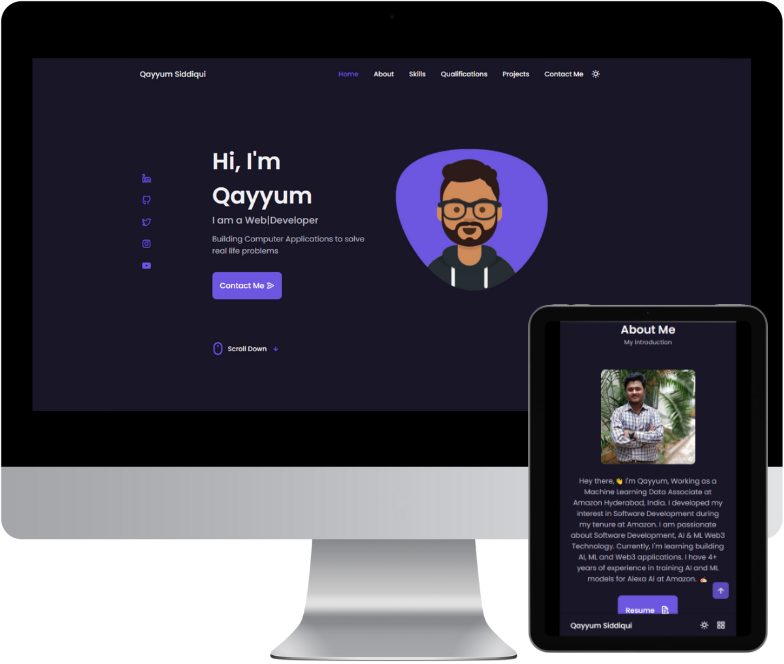 Qayyum Siddiqui
Home About Skills Qualifications Projects Contact Me
Hi, I'm
Qayyum
I am a Web|Developer
Building Computer Applications to solve
real life problems
Contact Me
Scroll Down
About Me
My Introduction
Hey there, 👋 I'm Qayyum, Working as a
Machine Learning Data Associate at
Amazon Hyderabad, India. I developed my
interest in Software Development during
my tenure at Amazon. I am passionate
about Software Development, AI & ML Web3
Technology. Currently, I'm learning building
AI, ML and Web3 applications. I have 4+
years of experience in training AI and ML
models for Alexa AI at Amazon. ✍🏻
Resume
Qayyum Siddiqui